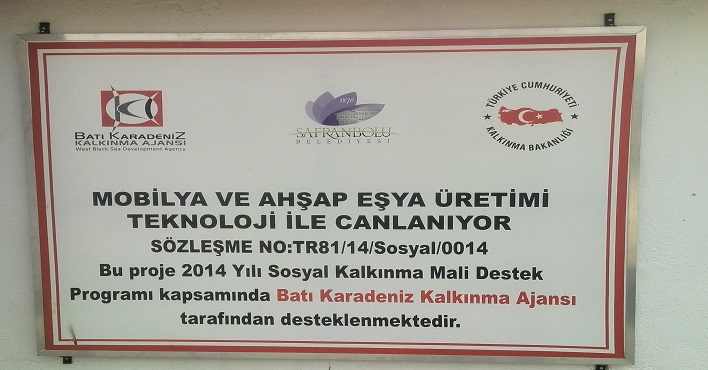 BATI KARADENİZ
KALKINMA AJANSI
West Black Sea Development Agency
SAFRANBOLU
BELEDİYESİ
TÜRKİYE CUMHURİYETİ
KALKINMA BAKANLIĞI
MOBİLYA VE AHŞAP EŞYA ÜRETİMİ
TEKNOLOJİ İLE CANLANIYOR
SÖZLEŞME NO:TR81/14/Sosyal/0014
Bu proje 2014 Yılı Sosyal Kalkınma Mali Destek
Programı kapsamında Batı Karadeniz Kalkınma Ajansı
tarafından desteklenmektedir.